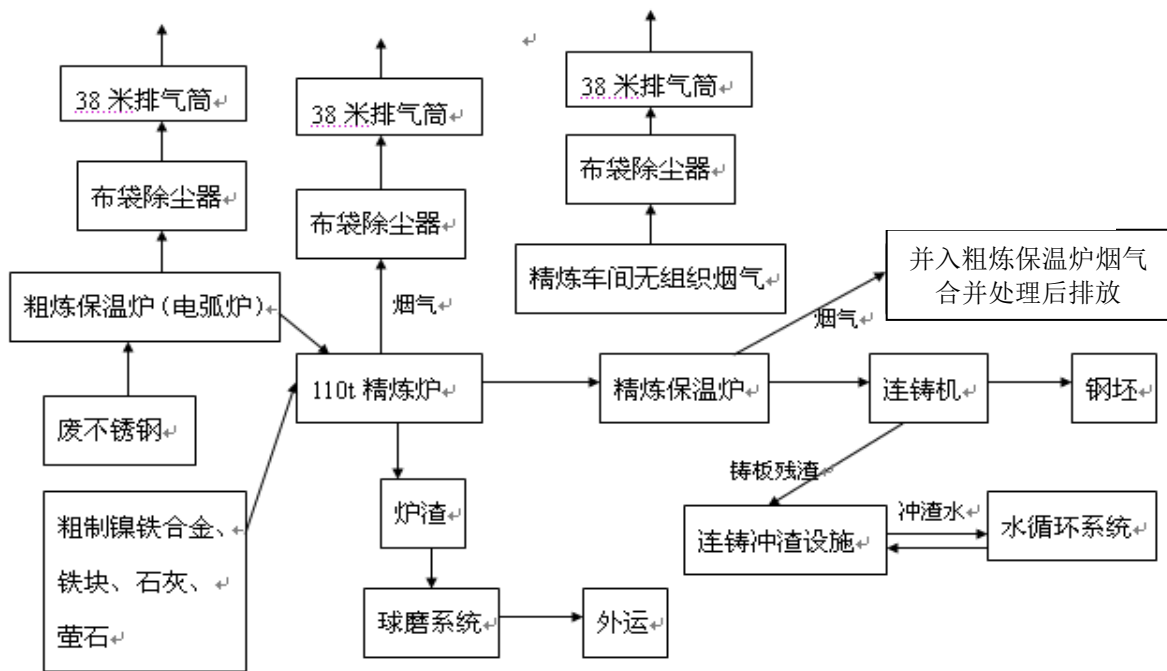 38 米排气筒
38 米排气筒
38 米排气筒
布袋除尘器
布袋除尘器
布袋除尘器
粗炼保温炉（电弧炉）
烟气
精炼车间无组织烟气
并入粗炼保温炉烟气
合并处理后排放
烟气
废不锈钢
110t 精炼炉
精炼保温炉
连铸机
钢坯
粗制镍铁合金、
铁块、石灰、
萤石
炉渣
铸板残渣
连铸冲渣设施
冲渣水
水循环系统
球磨系统
外运